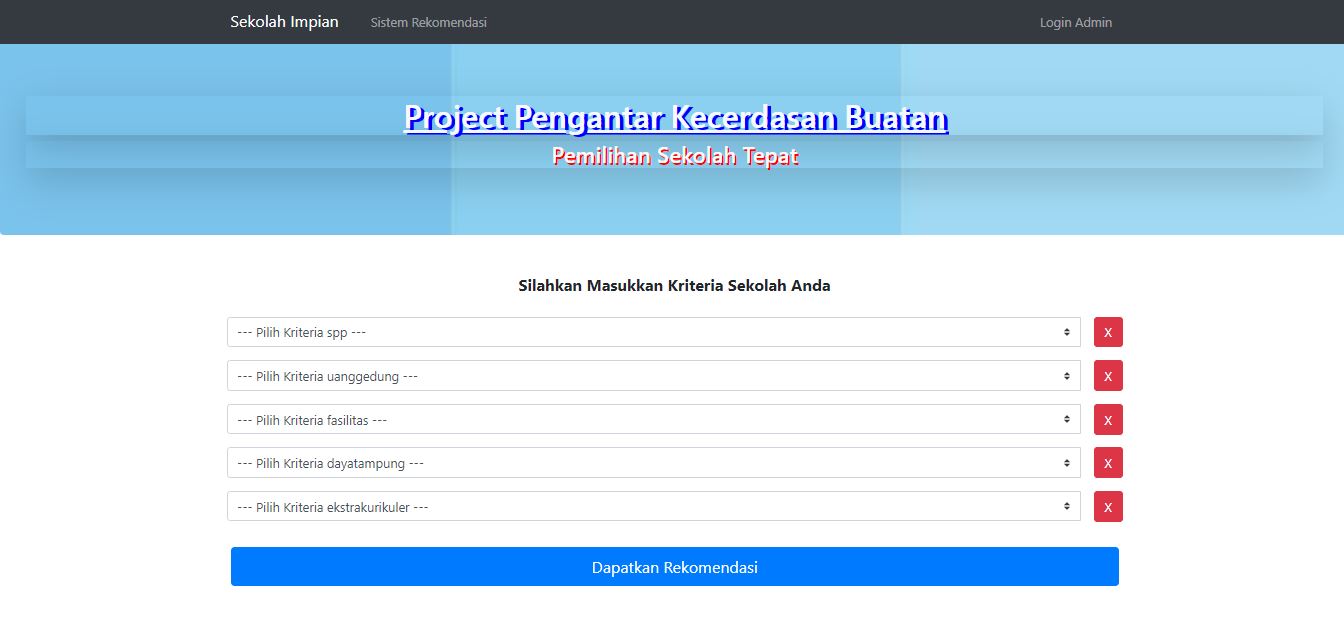 Sekolah Impian Sistem Rekomendasi Login Admin
Project Pengantar Kecerdasan Buatan
Pemilihan Sekolah Tepat
Silahkan Masukkan Kriteria Sekolah Anda
--- Pilih Kriteria spp --- X
--- Pilih Kriteria uanggedung --- X
--- Pilih Kriteria fasilitas --- X
--- Pilih Kriteria dayatampung --- X
--- Pilih Kriteria ekstrakurikuler --- X
Dapatkan Rekomendasi